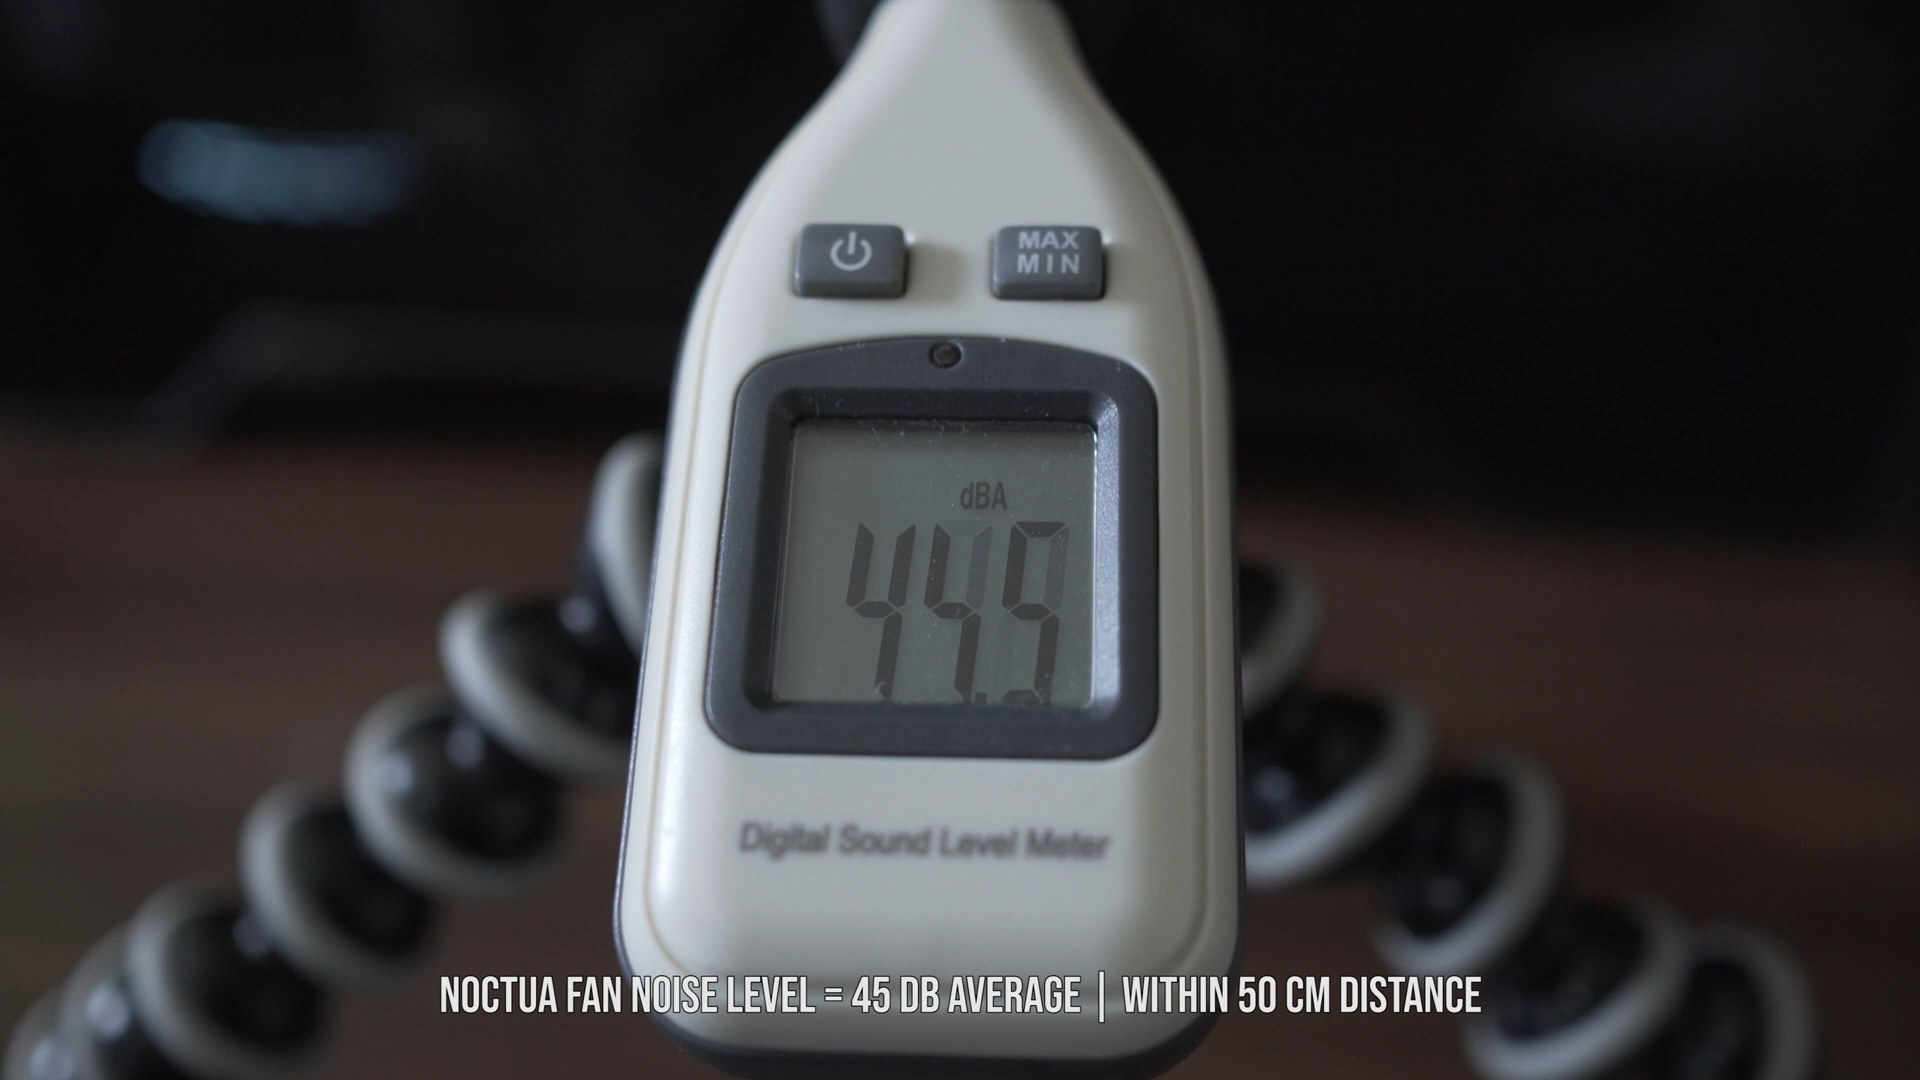 MAX
MIN
dBA
44.9
Digital Sound Level Meter
NOCTUA FAN NOISE LEVEL = 45 DB AVERAGE | WITHIN 50 CM DISTANCE